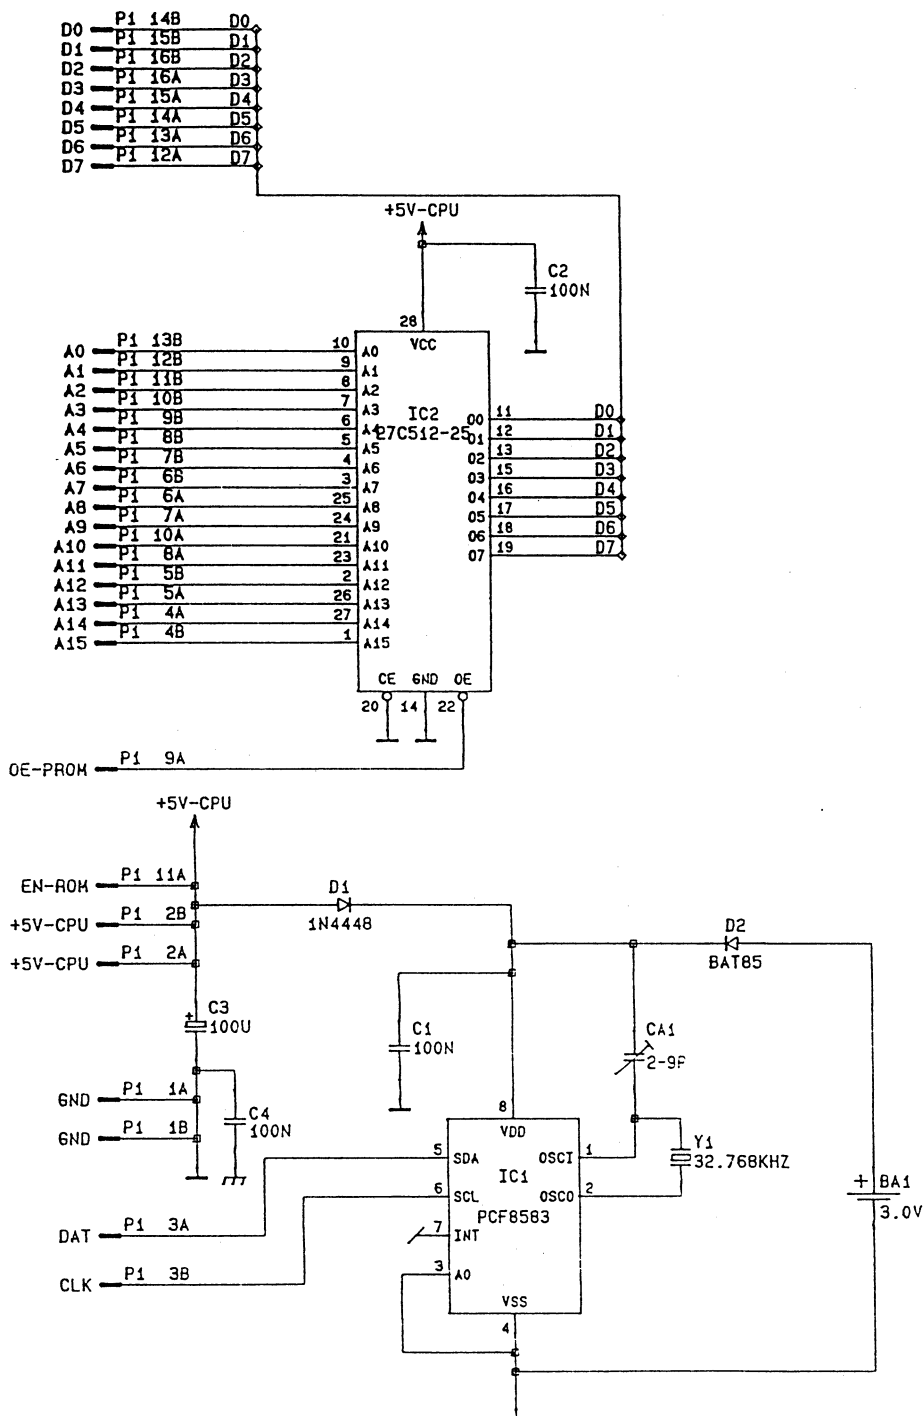 D0 P1 14B D0
D1 P1 15B D1
D2 P1 16B D2
D3 P1 16A D3
D4 P1 15A D4
D5 P1 14A D5
D6 P1 13A D6
D7 P1 12A D7
+5V-CPU
C2
100N
28
VCC
A0 P1 13B 10 A0
A1 P1 12B 9 A1
A2 P1 11B 8 A2
A3 P1 10B 7 A3
A4 P1 9B 6 A4
A5 P1 8B 5 A5
A6 P1 7B 4 A6
A7 P1 6B 3 A7
A8 P1 6A 25 A8
A9 P1 7A 24 A9
A10 P1 10A 21 A10
A11 P1 8A 23 A11
A12 P1 5B 2 A12
A13 P1 5A 26 A13
A14 P1 4A 27 A14
A15 P1 4B 1 A15
IC2
27C512-25
O0 11 D0
O1 12 D1
O2 13 D2
O3 15 D3
O4 16 D4
O5 17 D5
O6 18 D6
O7 19 D7
CE GND OE
20 14 22
OE-PROM P1 9A
+5V-CPU
EN-ROM P1 11A
+5V-CPU P1 2B
+5V-CPU P1 2A
D1
1N4448
D2
BAT85
+ C3
100U
C1
100N
CA1
2-9P
GND P1 1A
GND P1 1B
C4
100N
8
VDD
5 SDA OSCI 1
IC1
6 SCL OSCO 2
PCF8583
7 INT
3 A0
VSS
4
Y1
32.768KHZ
+ BA1
3.0V
DAT P1 3A
CLK P1 3B